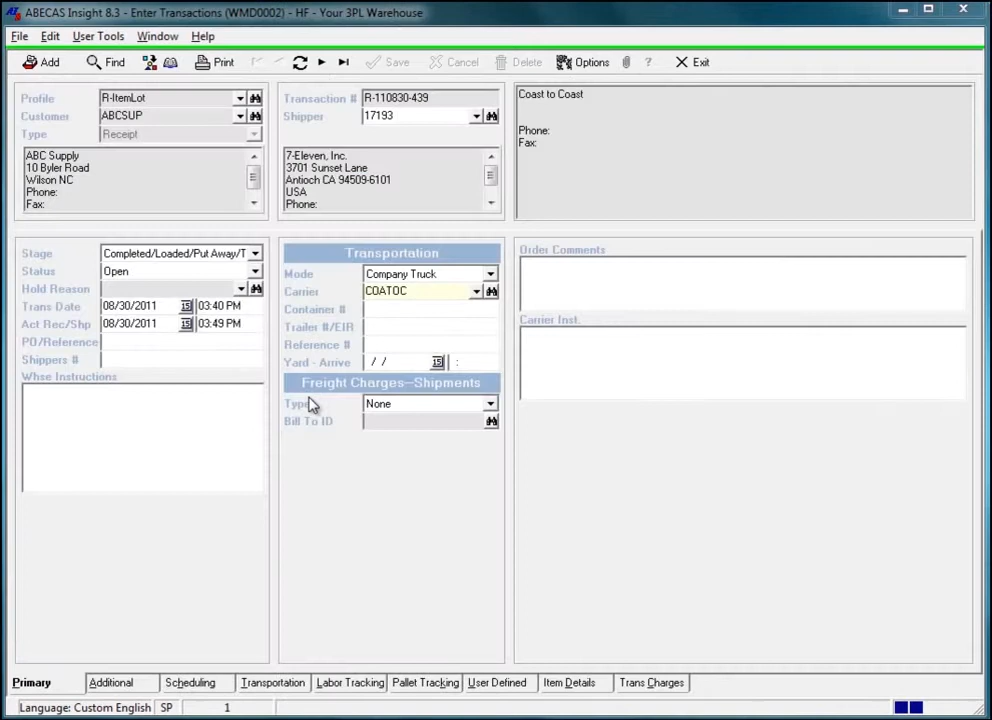 ABECAS Insight 8.3 - Enter Transactions (WMD0002) - HF - Your 3PL Warehouse
File Edit User Tools Window Help
Add Find Print Save Cancel Delete Options ? Exit
Profile R-ItemLot
Customer ABCSUP
Type Receipt
ABC Supply
10 Byler Road
Wilson NC
Phone:
Fax:
Transaction # R-110830-439
Shipper 17193
7-Eleven, Inc.
3701 Sunset Lane
Antioch CA 94509-6101
USA
Phone:
Coast to Coast
Phone:
Fax:
Stage Completed/Loaded/Put Away/T
Status Open
Hold Reason
Trans Date 08/30/2011 15 03:40 PM
Act Rec/Shp 08/30/2011 15 03:49 PM
PO/Reference
Shippers #
Whse Instructions
Transportation
Mode Company Truck
Carrier COATOC
Container #
Trailer #/EIR
Reference #
Yard - Arrive / / 15 :
Freight Charges--Shipments
Type None
Bill To ID
Order Comments
Carrier Inst.
Primary Additional Scheduling Transportation Labor Tracking Pallet Tracking User Defined Item Details Trans Charges
Language: Custom English SP 1